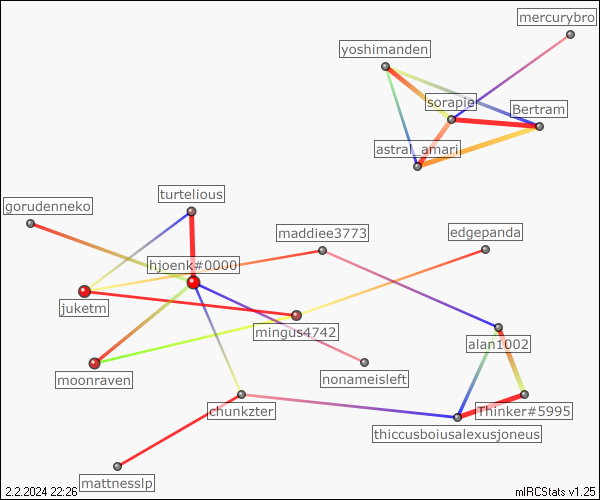 mercurybro
yoshimanden
sorapie
Bertram
astral_amari
turtelious
gorudenneko
maddiee3773
edgepanda
hjoenk#0000
juketm
mingus4742
alan1002
moonraven
nonameisleft
chunkzter
Thinker#5995
thiccusboiusalexusjoneus
mattnesslp
2.2.2024 22:26
mIRCStats v1.25